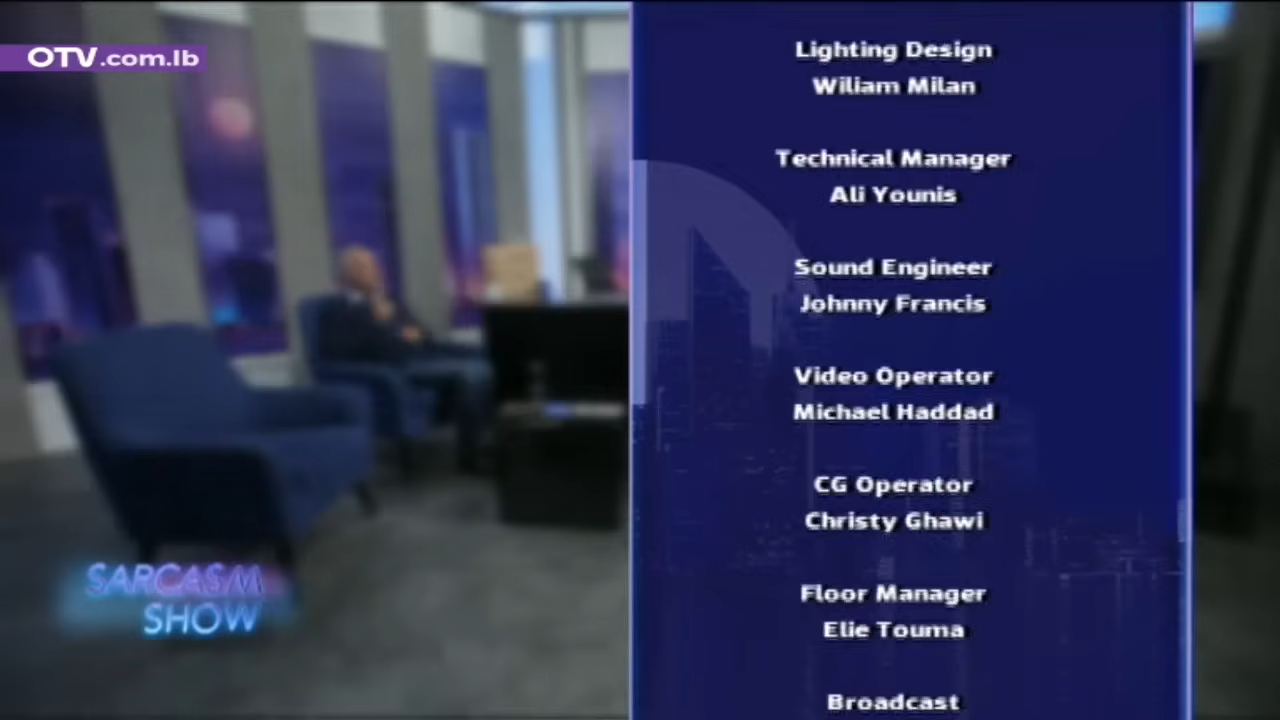 OTV.com.lb
Lighting Design
Wiliam Milan
Technical Manager
Ali Younis
Sound Engineer
Johnny Francis
Video Operator
Michael Haddad
CG Operator
Christy Ghawi
Floor Manager
Elie Touma
Broadcast
SARCASM
SHOW